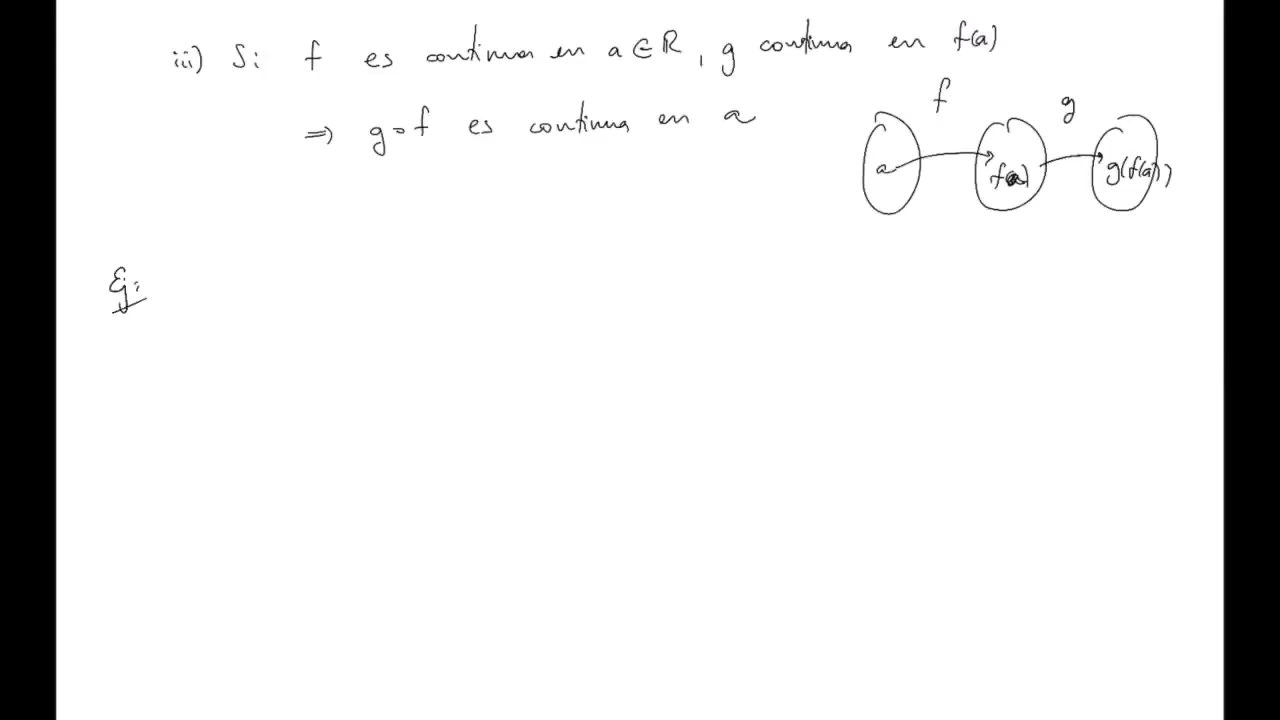 iii) Si f es continua en a ∈ ℝ, g continua en f(a)
⇒ g∘f es continua en a
f g
a f(a) g(f(a))
Ej: